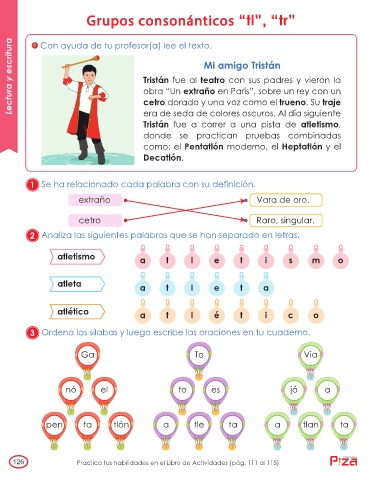 Grupos consonánticos “tl”, “tr”
Lectura y escritura
Con ayuda de tu profesor(a) lee el texto.
Mi amigo Tristán
Tristán fue al teatro con sus padres y vieron la
obra “Un extraño en París”, sobre un rey con un
cetro dorado y una voz como el trueno. Su traje
era de seda de colores oscuros. Al día siguiente
Tristán fue a correr a una pista de atletismo,
donde se practican pruebas combinadas
como: el Pentatlón moderno, el Heptatlón y el
Decatlón.
1 Se ha relacionado cada palabra con su definición.
extraño Vara de oro.
cetro Raro, singular.
2 Analiza las siguientes palabras que se han separado en letras.
atletismo a t l e t i s m o
atleta a t l e t a
atlético a t l é t i c o
3 Ordena las sílabas y luego escribe las oraciones en tu cuaderno.
Ga To Via
nó el to es jó a
pen ta tlón a tle ta a tlan ta
126 Practica tus habilidades en el Libro de Actividades (pág. 111 al 115)